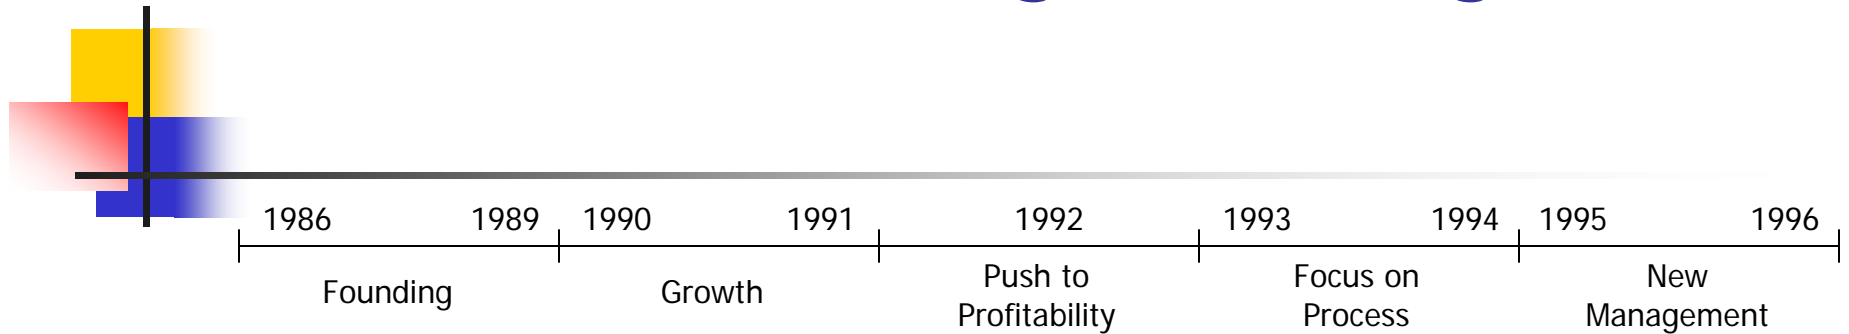 1986 1989 1990 1991 1992 1993 1994 1995 1996
Founding Growth Push to Profitability Focus on Process New Management